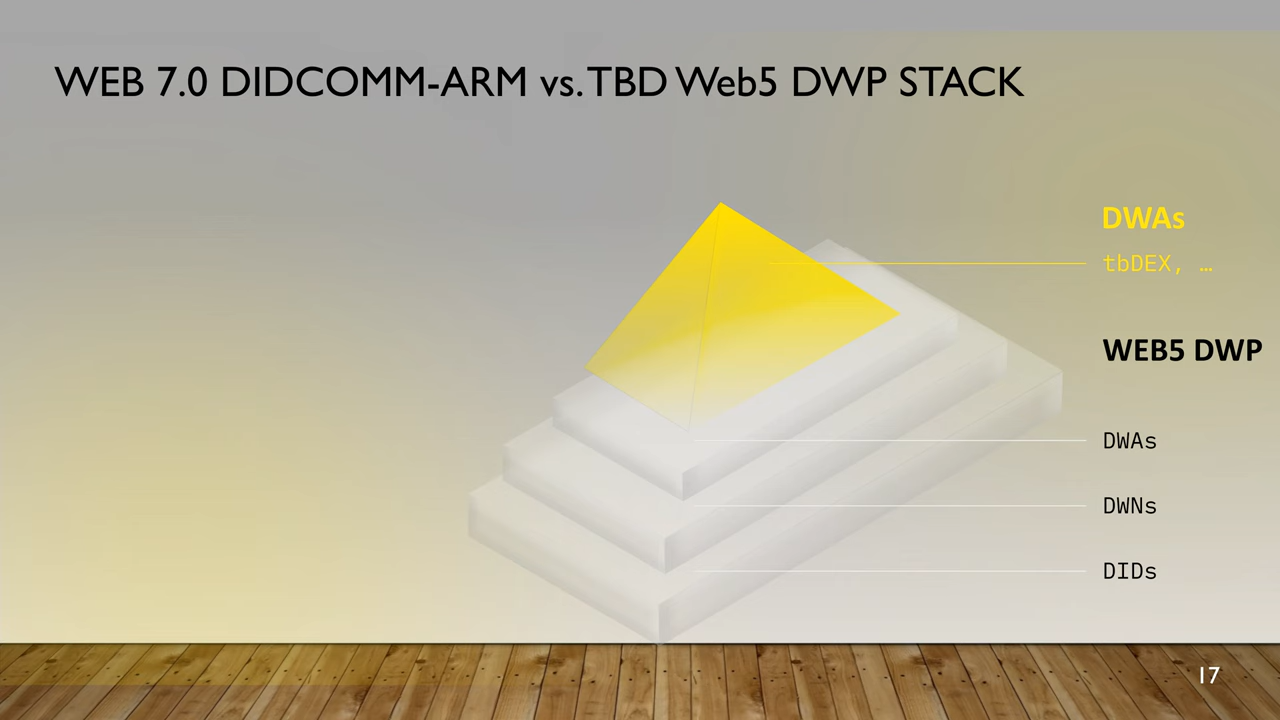 WEB 7.0 DIDCOMM-ARM vs. TBD Web5 DWP STACK
DWAs
tbDEX, …
WEB5 DWP
DWAs
DWNs
DIDs
17